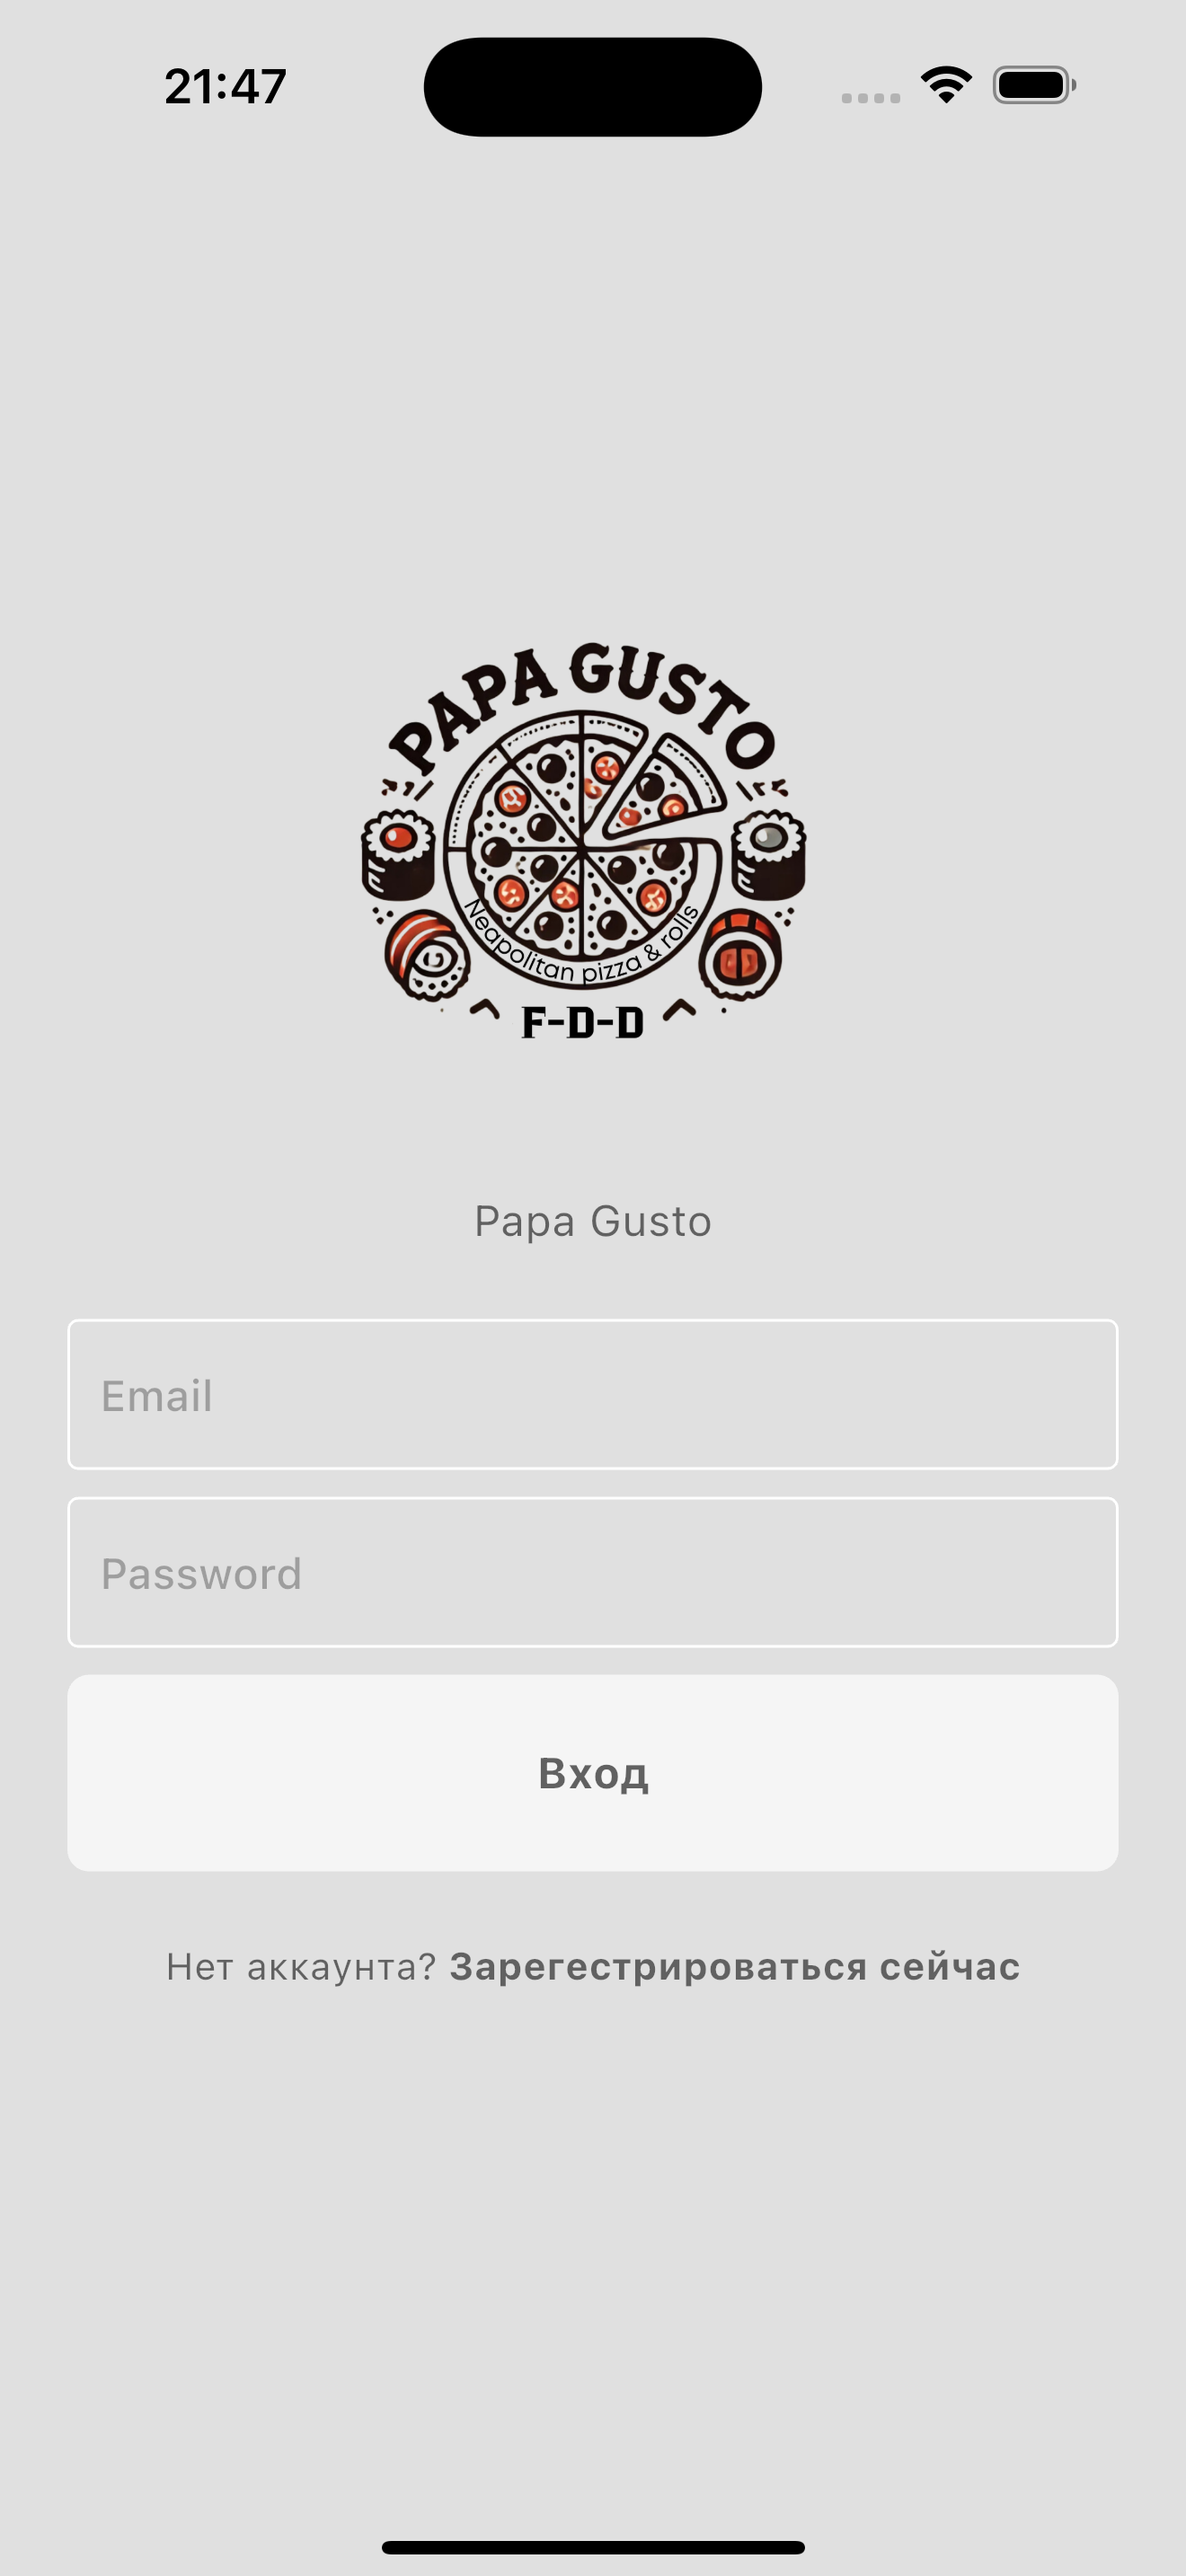 21:47
PAPA GUSTO
Neapolitan pizza & rolls
F-D-D
Papa Gusto
Email
Password
Вход
Нет аккаунта? Зарегестрироваться сейчас